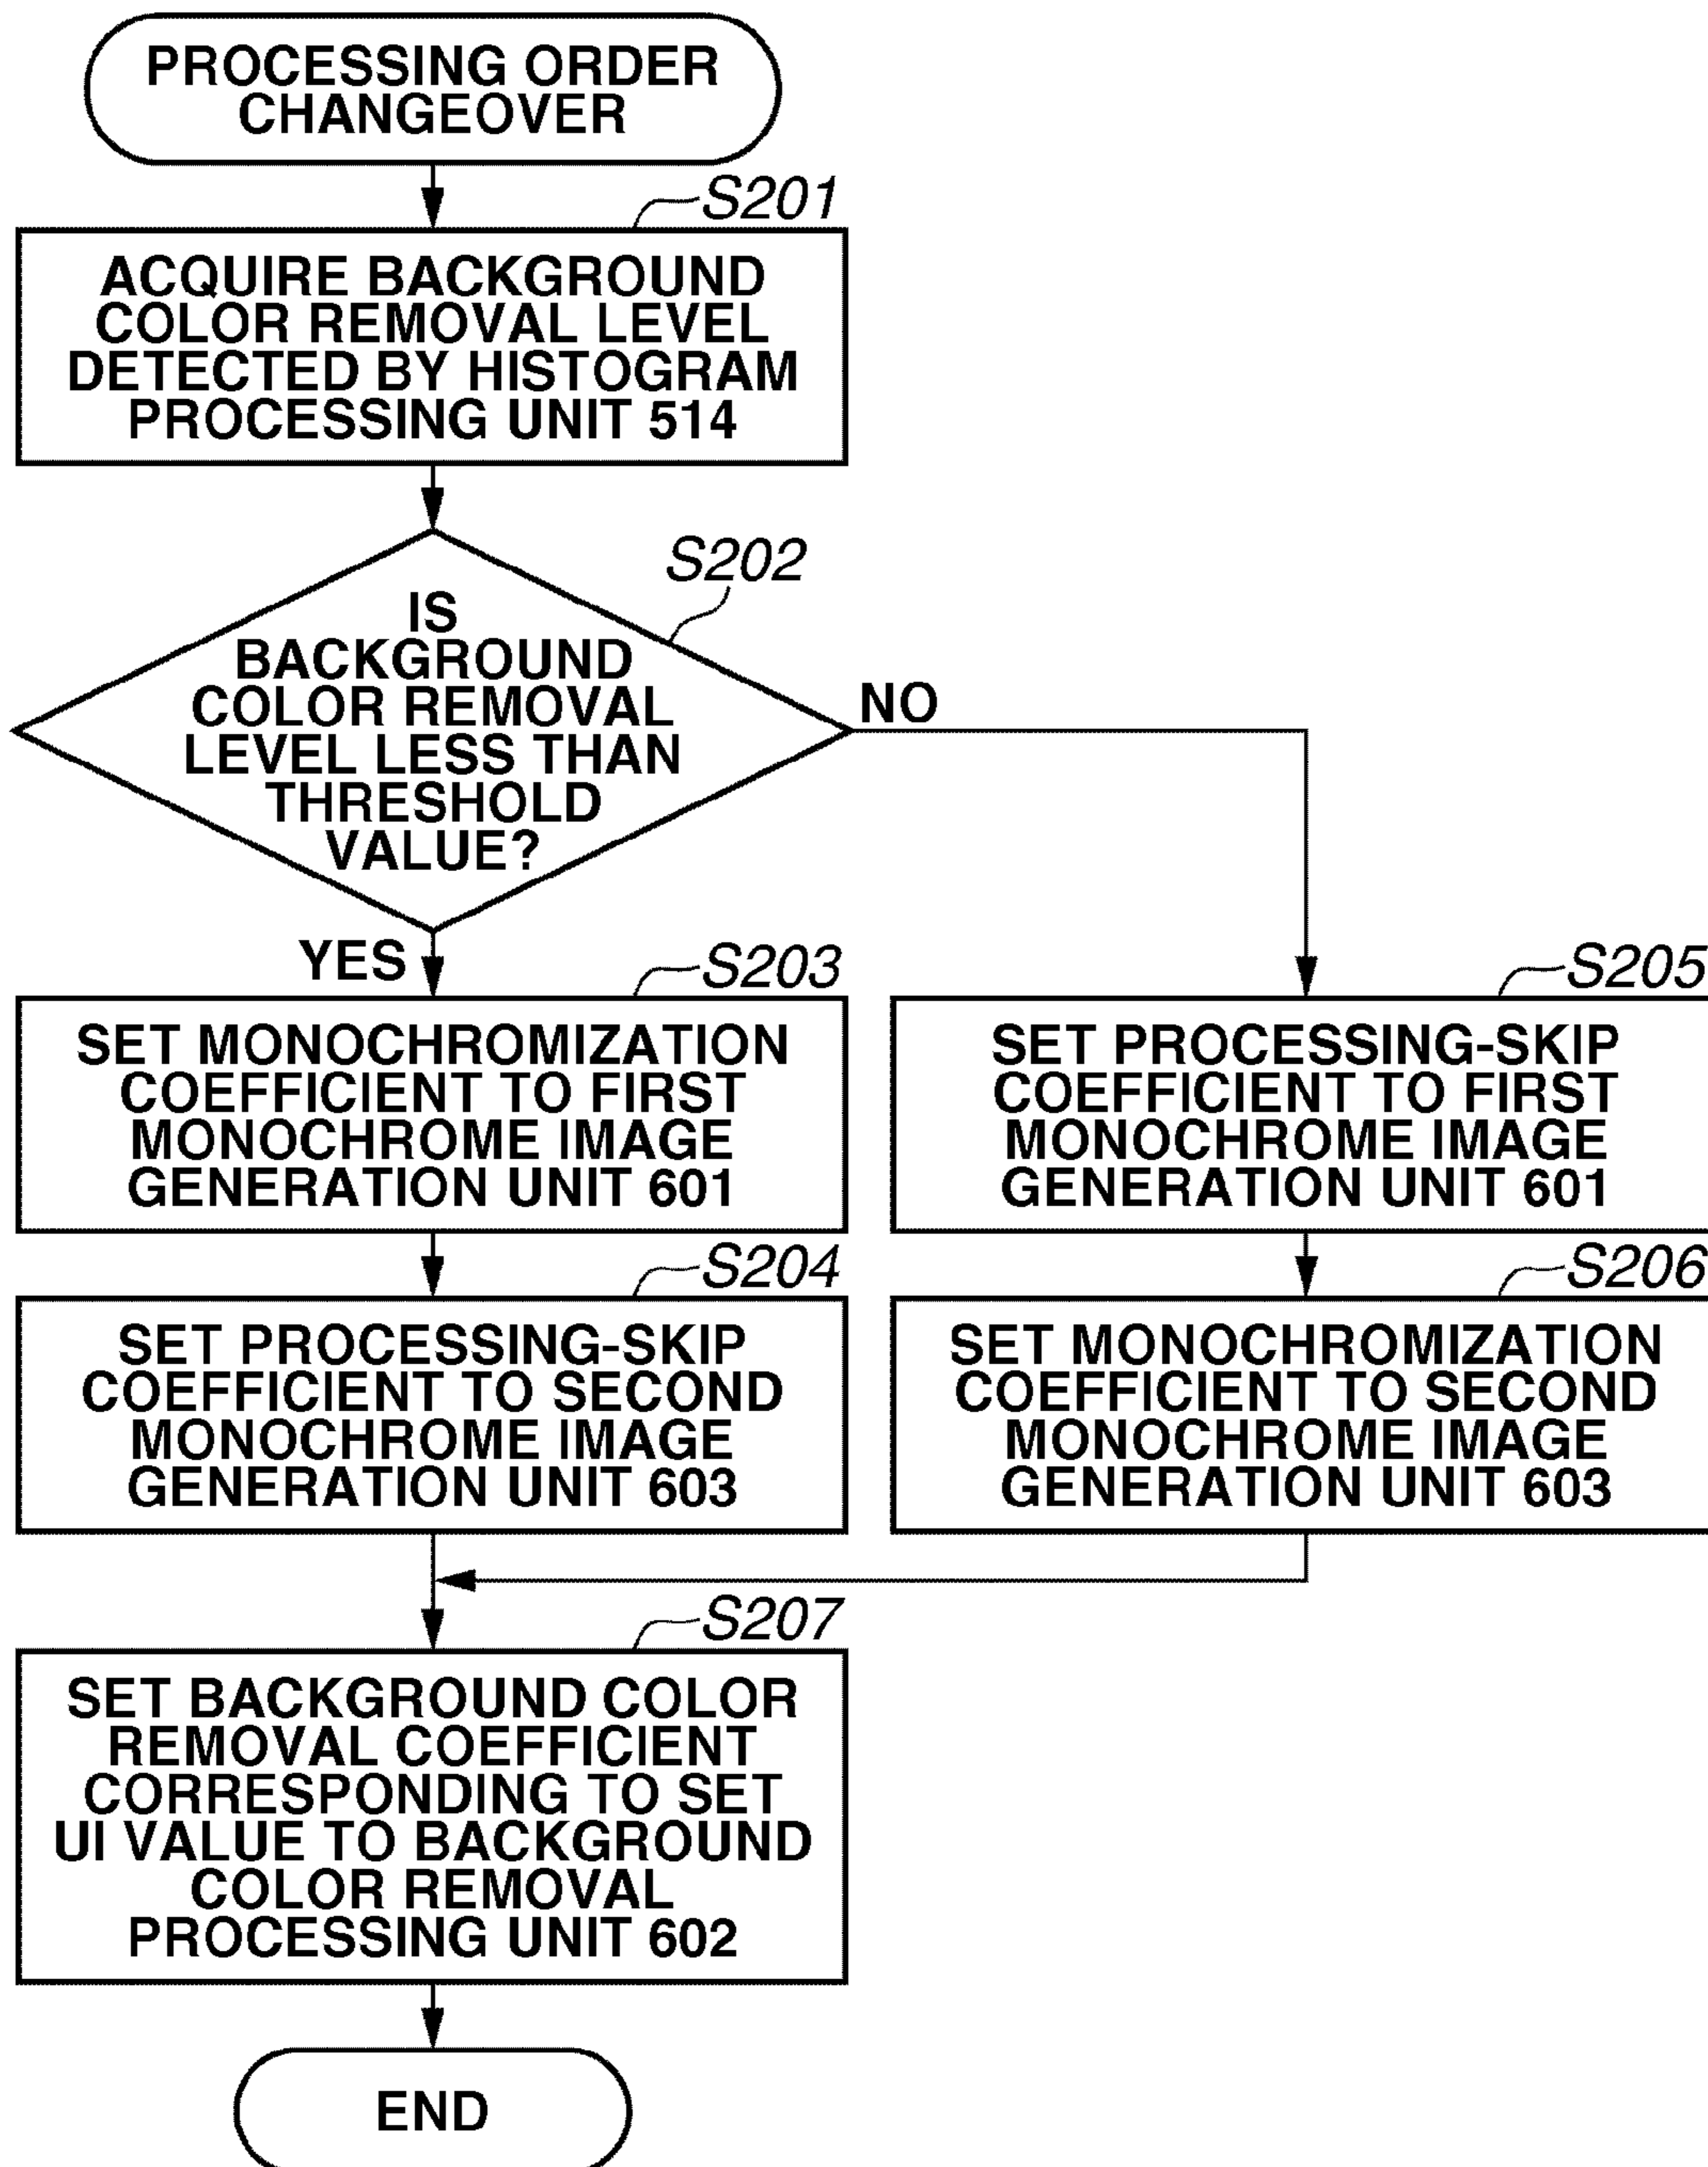 PROCESSING ORDER
CHANGEOVER
S201
ACQUIRE BACKGROUND
COLOR REMOVAL LEVEL
DETECTED BY HISTOGRAM
PROCESSING UNIT 514
S202
IS
BACKGROUND
COLOR REMOVAL
LEVEL LESS THAN
THRESHOLD
VALUE?
NO
YES
S203
SET MONOCHROMIZATION
COEFFICIENT TO FIRST
MONOCHROME IMAGE
GENERATION UNIT 601
S205
SET PROCESSING-SKIP
COEFFICIENT TO FIRST
MONOCHROME IMAGE
GENERATION UNIT 601
S204
SET PROCESSING-SKIP
COEFFICIENT TO SECOND
MONOCHROME IMAGE
GENERATION UNIT 603
S206
SET MONOCHROMIZATION
COEFFICIENT TO SECOND
MONOCHROME IMAGE
GENERATION UNIT 603
S207
SET BACKGROUND COLOR
REMOVAL COEFFICIENT
CORRESPONDING TO SET
UI VALUE TO BACKGROUND
COLOR REMOVAL
PROCESSING UNIT 602
END